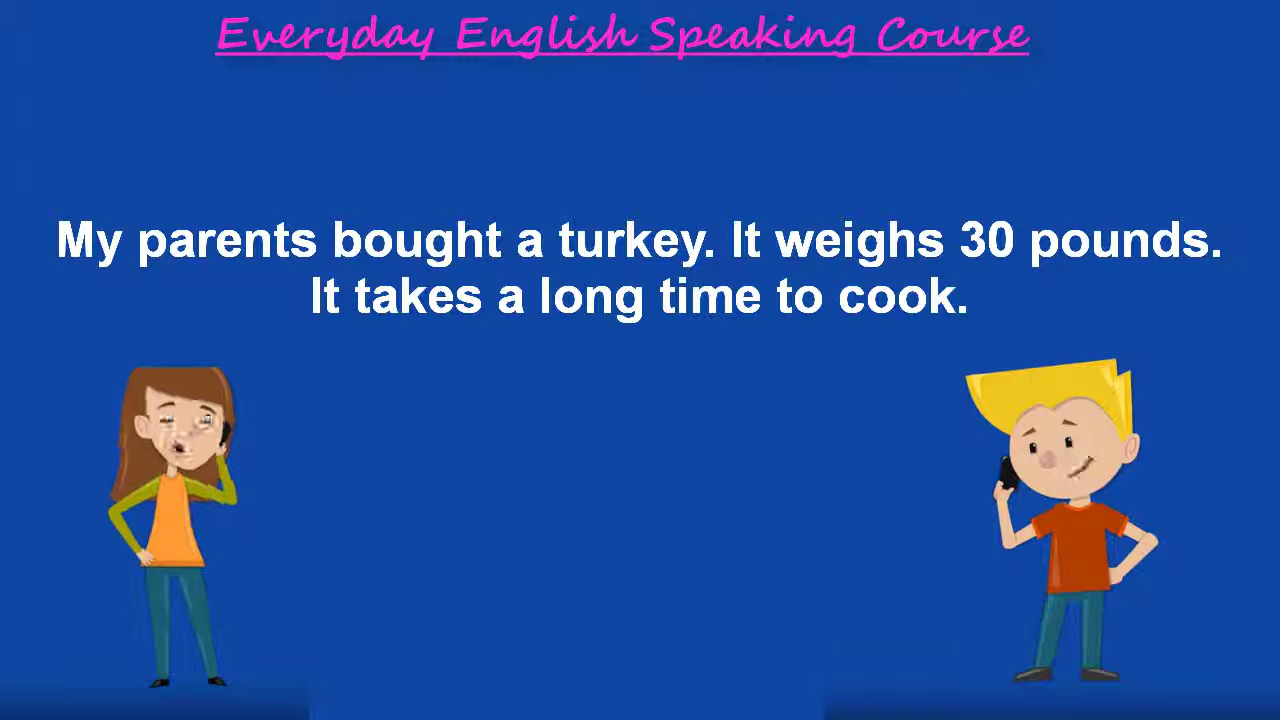 Everyday English Speaking Course
My parents bought a turkey. It weighs 30 pounds.
It takes a long time to cook.